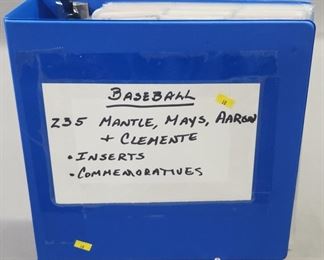 BASEBALL
235 MANTLE, MAYS, AARON
+ CLEMENTE
• INSERTS
• COMMEMORATIVES